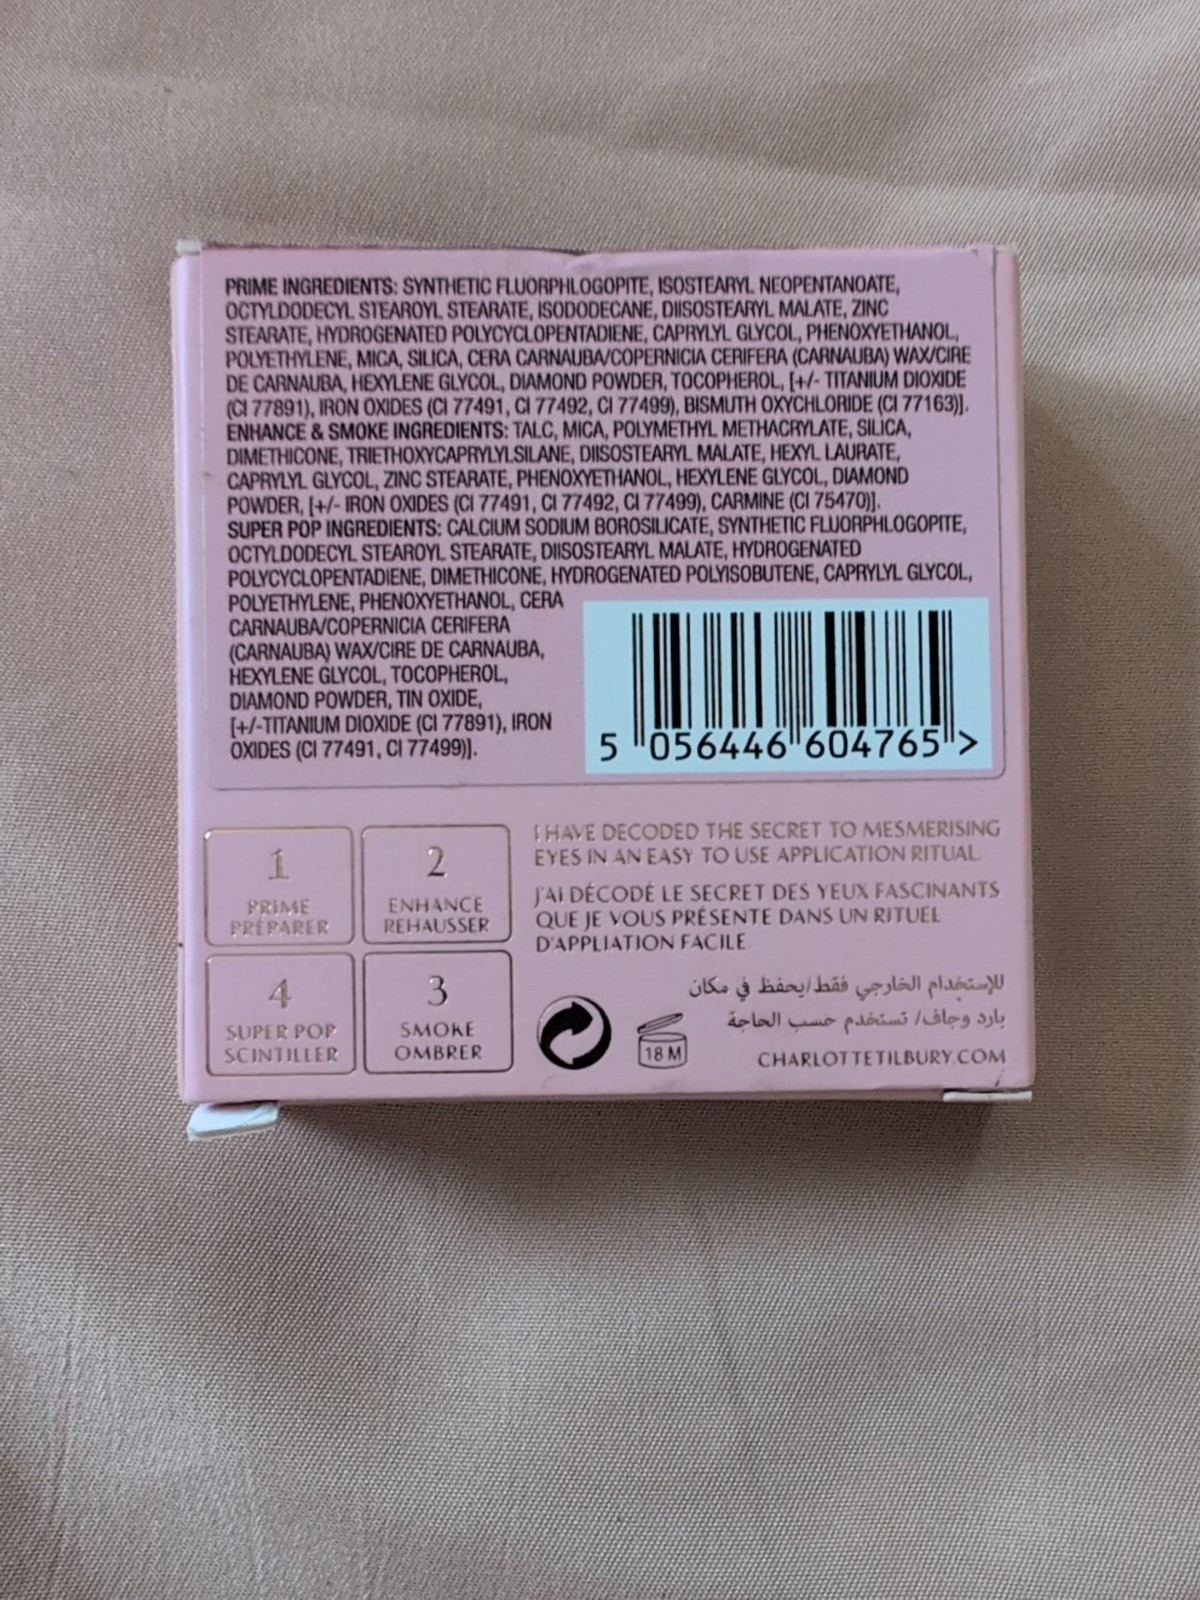 PRIME INGREDIENTS: SYNTHETIC FLUORPHLOGOPITE, ISOSTEARYL NEOPENTANOATE,
OCTYLDODECYL STEAROYL STEARATE, ISODODECANE, DIISOSTEARYL MALATE, ZINC
STEARATE, HYDROGENATED POLYCYCLOPENTADIENE, CAPRYLYL GLYCOL, PHENOXYETHANOL,
POLYETHYLENE, MICA, SILICA, CERA CARNAUBA/COPERNICIA CERIFERA (CARNAUBA) WAX/CIRE
DE CARNAUBA, HEXYLENE GLYCOL, DIAMOND POWDER, TOCOPHEROL, [+/- TITANIUM DIOXIDE
(CI 77891), IRON OXIDES (CI 77491, CI 77492, CI 77499), BISMUTH OXYCHLORIDE (CI 77163)].
ENHANCE & SMOKE INGREDIENTS: TALC, MICA, POLYMETHYL METHACRYLATE, SILICA,
DIMETHICONE, TRIETHOXYCAPRYLYLSILANE, DIISOSTEARYL MALATE, HEXYL LAURATE,
CAPRYLYL GLYCOL, ZINC STEARATE, PHENOXYETHANOL, HEXYLENE GLYCOL, DIAMOND
POWDER, [+/- IRON OXIDES (CI 77491, CI 77492, CI 77499), CARMINE (CI 75470)].
SUPER POP INGREDIENTS: CALCIUM SODIUM BOROSILICATE, SYNTHETIC FLUORPHLOGOPITE,
OCTYLDODECYL STEAROYL STEARATE, DIISOSTEARYL MALATE, HYDROGENATED
POLYCYCLOPENTADIENE, DIMETHICONE, HYDROGENATED POLYISOBUTENE, CAPRYLYL GLYCOL,
POLYETHYLENE, PHENOXYETHANOL, CERA
CARNAUBA/COPERNICIA CERIFERA
(CARNAUBA) WAX/CIRE DE CARNAUBA,
HEXYLENE GLYCOL, TOCOPHEROL,
DIAMOND POWDER, TIN OXIDE,
[+/-TITANIUM DIOXIDE (CI 77891), IRON
OXIDES (CI 77491, CI 77499)].
5 056446 604765 >
1
PRIME
PRÉPARER
2
ENHANCE
REHAUSSER
4
SUPER POP
SCINTILLER
3
SMOKE
OMBRER
I HAVE DECODED THE SECRET TO MESMERISING
EYES IN AN EASY TO USE APPLICATION RITUAL.
J'AI DÉCODÉ LE SECRET DES YEUX FASCINANTS
QUE JE VOUS PRÉSENTE DANS UN RITUEL
D'APPLIATION FACILE.
للإستخدام الخارجي فقط/يحفظ في مكان
بارد وجاف/ تستخدم حسب الحاجة
18 M
CHARLOTTETILBURY.COM